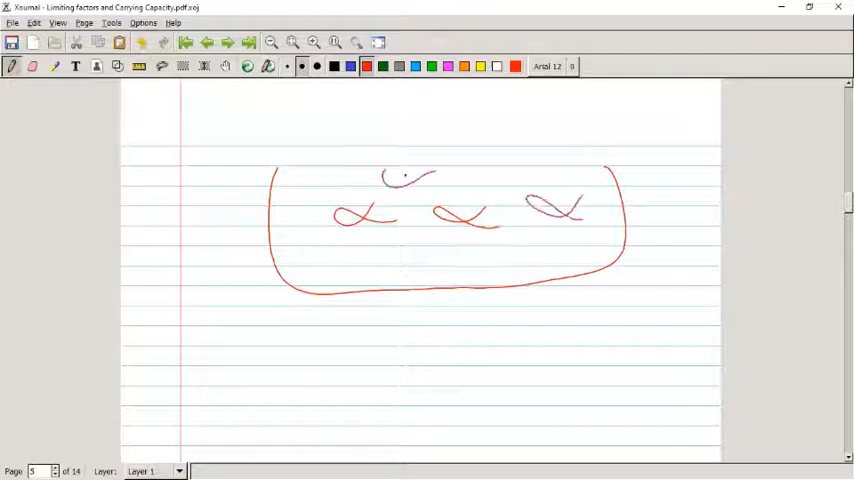 Xournal - Limiting factors and Carrying Capacity.pdf.xoj
File Edit View Page Tools Options Help
Arial 12 0
Page 5 of 14 Layer: Layer 1